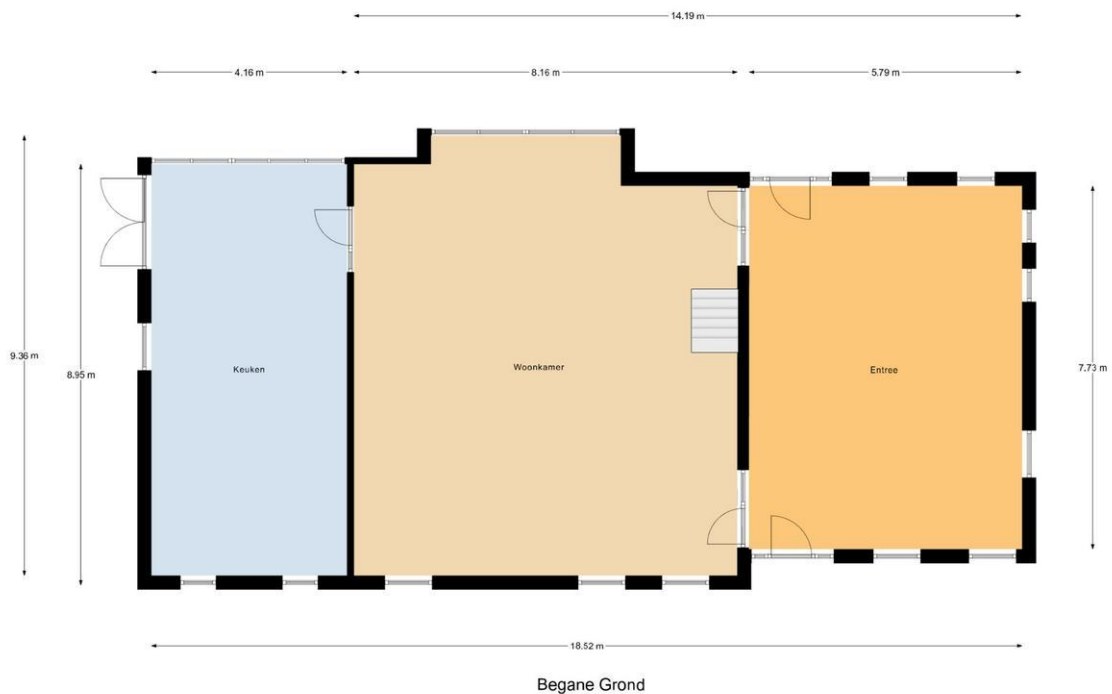 14.19 m
4.16 m
8.16 m
5.79 m
9.36 m
8.95 m
Keuken
Woonkamer
Entree
7.73 m
18.52 m
Begane Grond